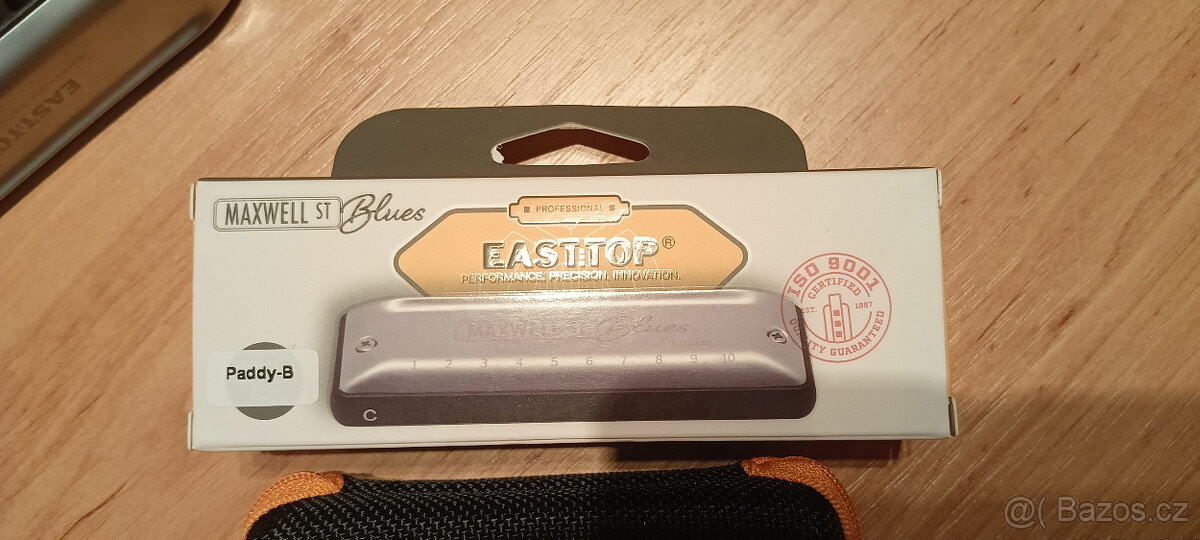 EASTTOP
MAXWELL ST Blues
PROFESSIONAL
EASTTOP®
PERFORMANCE. PRECISION. INNOVATION.
ISO 9001
CERTIFIED
EST. 1997
QUALITY GUARANTEED
MAXWELL ST Blues
1 2 3 4 5 6 7 8 9 10
Paddy-B
C
@( Bazos.cz